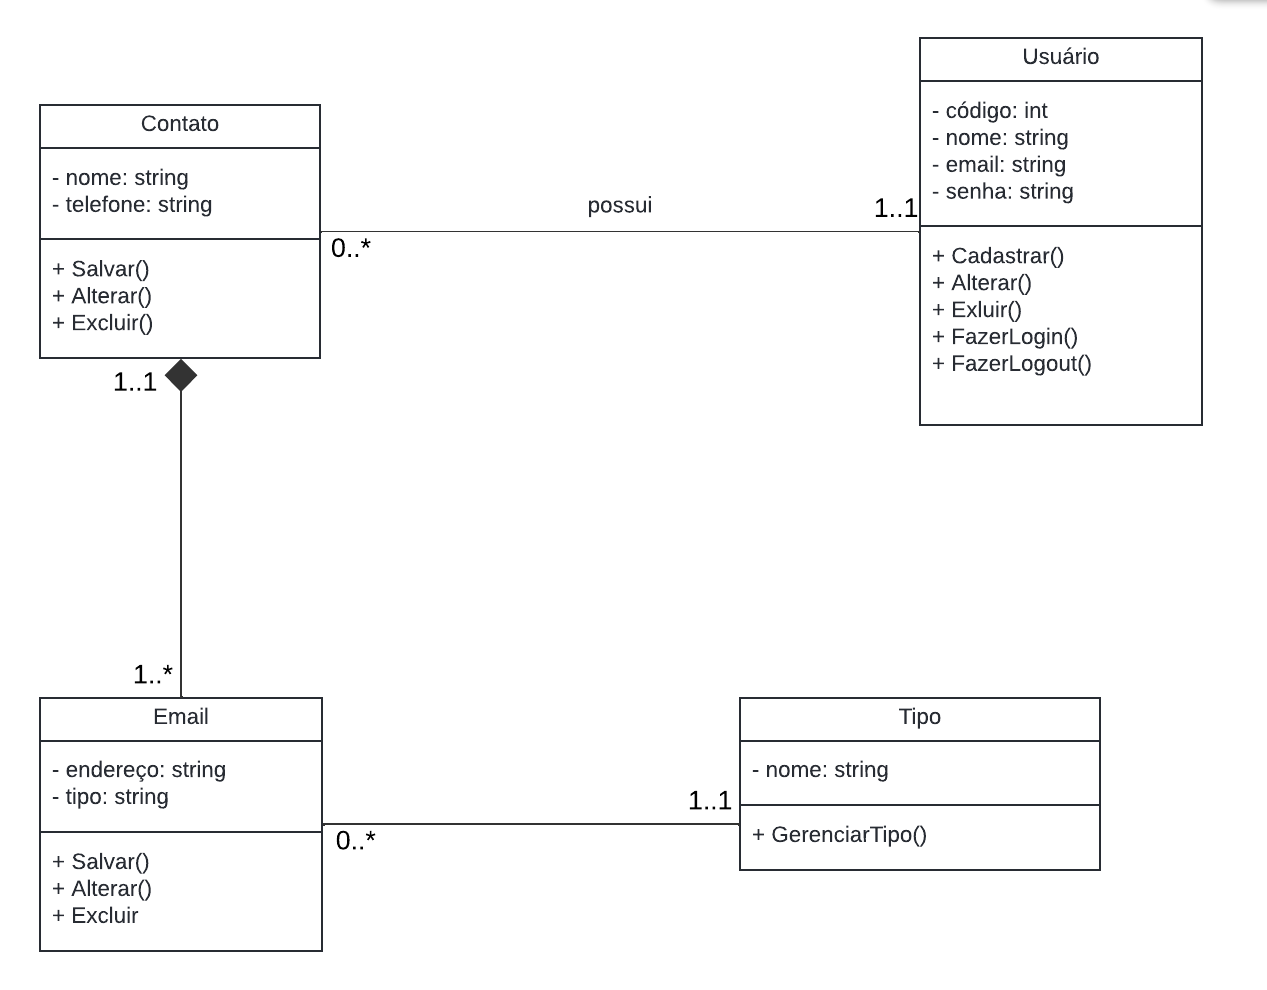 Usuário
- código: int
- nome: string
- email: string
- senha: string
+ Cadastrar()
+ Alterar()
+ Exluir()
+ FazerLogin()
+ FazerLogout()
Contato
- nome: string
- telefone: string
+ Salvar()
+ Alterar()
+ Excluir()
possui
1..1
0..*
1..1
1..*
Email
- endereço: string
- tipo: string
+ Salvar()
+ Alterar()
+ Excluir
0..*
1..1
Tipo
- nome: string
+ GerenciarTipo()